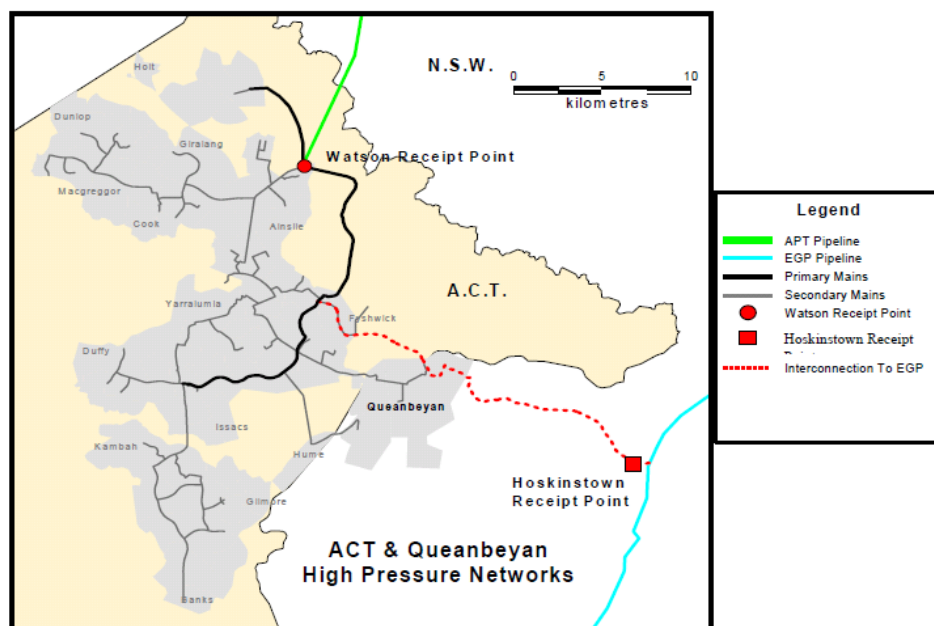 Holt
N.S.W.
0 5 10
kilometres
Dunlop
Giralang
Watson Receipt Point
Macgreggor
Cook
Ainslie
A.C.T.
Yarralumla
Fyshwick
Duffy
Queanbeyan
Issacs
Kambah
Hume
Hoskinstown
Receipt Point
Gilmore
ACT & Queanbeyan
High Pressure Networks
Banks
Legend
APT Pipeline
EGP Pipeline
Primary Mains
Secondary Mains
Watson Receipt Point
Hoskinstown Receipt
Interconnection To EGP